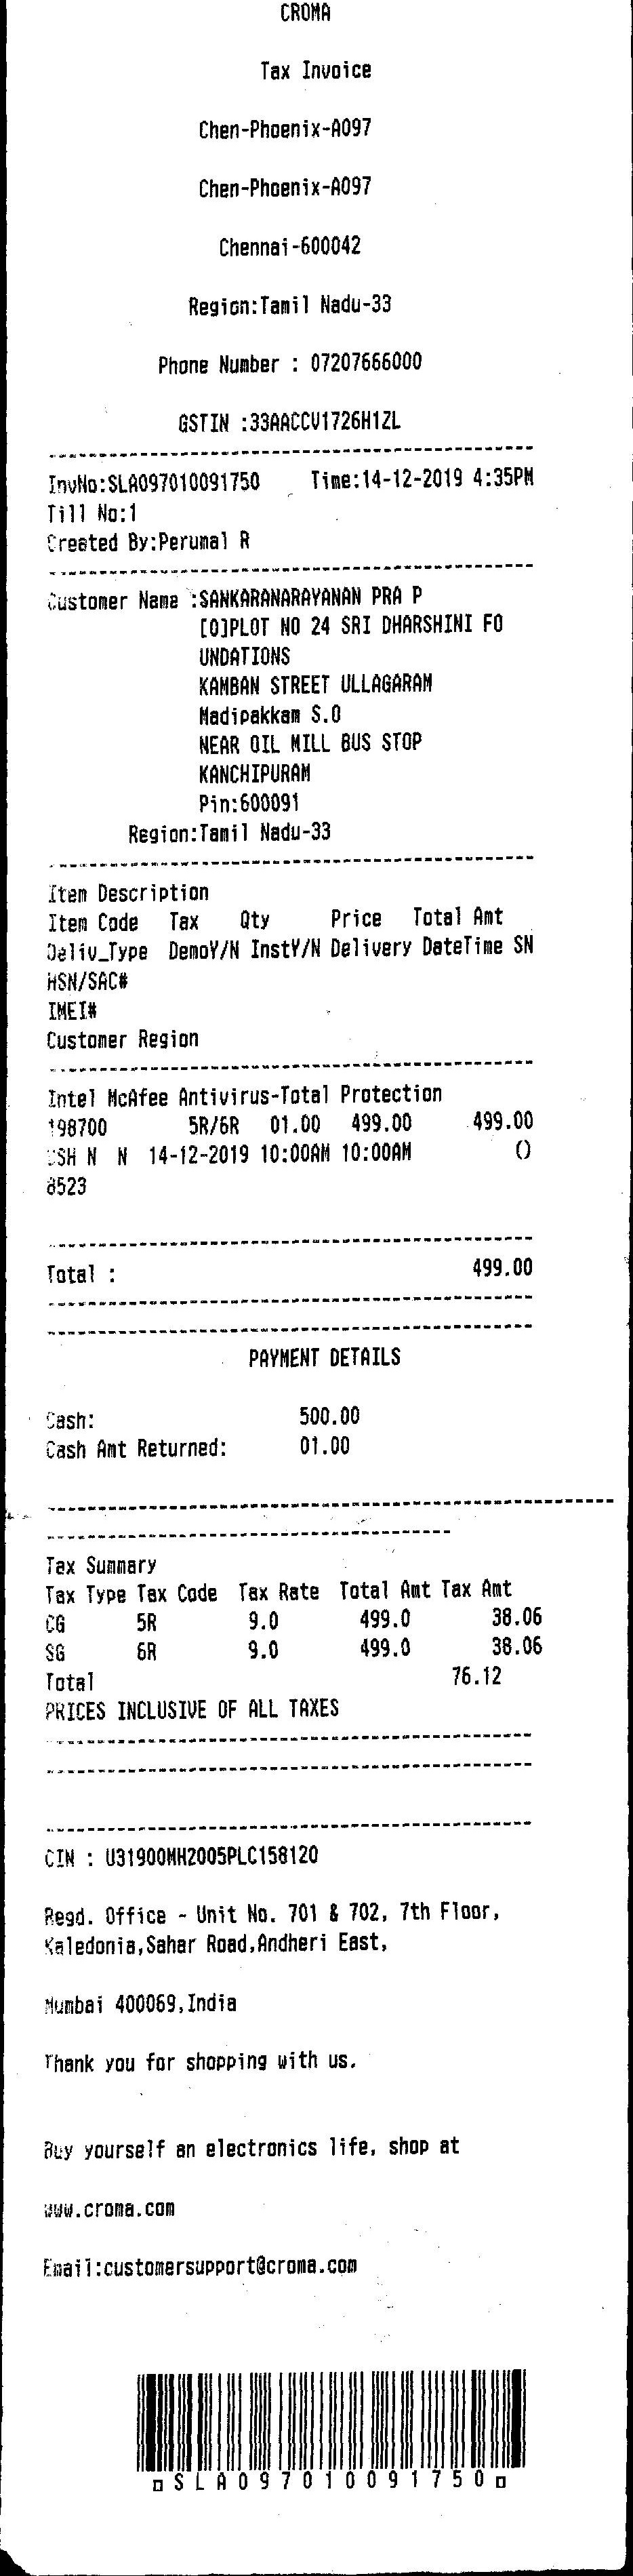 CROMA
Tax Invoice
Chen-Phoenix-A097
Chen-Phoenix-A097
Chennai-600042
Region:Tamil Nadu-33
Phone Number : 07207666000
GSTIN :33AACCV1726H1ZL
InvNo:SLA097010091750 Time:14-12-2019 4:35PM
Till No:1
Created By:Perumal R
Customer Name :SANKARANARAYANAN PRA P
[0]PLOT NO 24 SRI DHARSHINI FO
UNDATIONS
KAMBAN STREET ULLAGARAM
Madipakkam S.O
NEAR OIL MILL BUS STOP
KANCHIPURAM
Pin:600091
Region:Tamil Nadu-33
Item Description
Item Code Tax Qty Price Total Amt
Deliv_Type DemoY/N InstY/N Delivery DateTime SN
HSN/SAC#
IMEI#
Customer Region
Intel McAfee Antivirus-Total Protection
198700 5R/6R 01.00 499.00 499.00
CSH N N 14-12-2019 10:00AM 10:00AM ()
8523
Total : 499.00
PAYMENT DETAILS
Cash: 500.00
Cash Amt Returned: 01.00
Tax Summary
Tax Type Tax Code Tax Rate Total Amt Tax Amt
CG 5R 9.0 499.0 38.06
SG 6R 9.0 499.0 38.06
Total 76.12
PRICES INCLUSIVE OF ALL TAXES
CIN : U31900MH2005PLC158120
Regd. Office - Unit No. 701 & 702, 7th Floor,
Kaledonia,Sahar Road,Andheri East,
Mumbai 400069,India
Thank you for shopping with us.
Buy yourself an electronics life, shop at
www.croma.com
Email:customersupport@croma.com
SLA097010091750